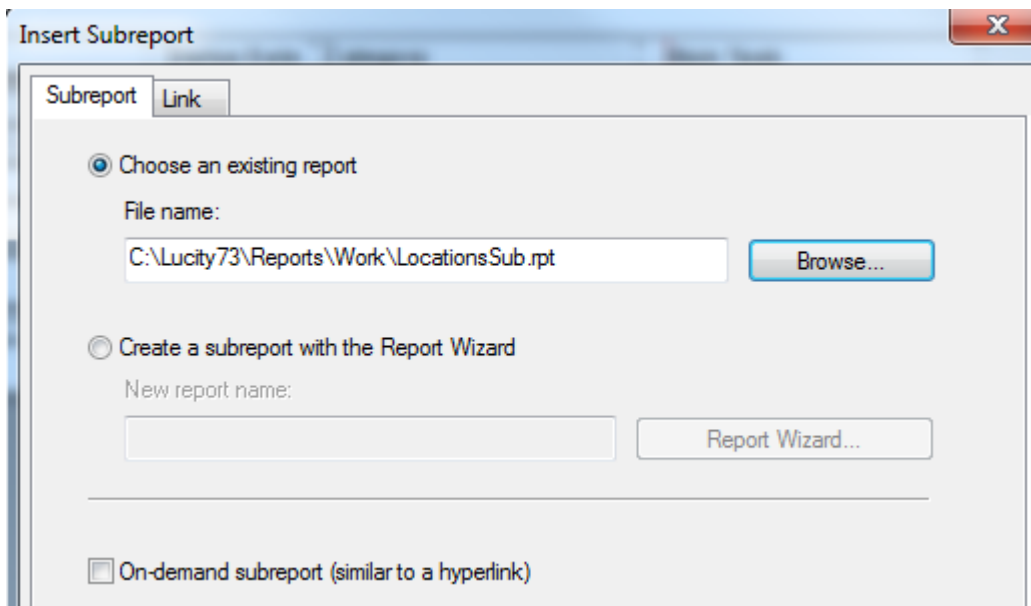 Insert Subreport
Subreport Link
Choose an existing report
File name:
C:\Lucity73\Reports\Work\LocationsSub.rpt Browse...
Create a subreport with the Report Wizard
New report name:
Report Wizard...
On-demand subreport (similar to a hyperlink)